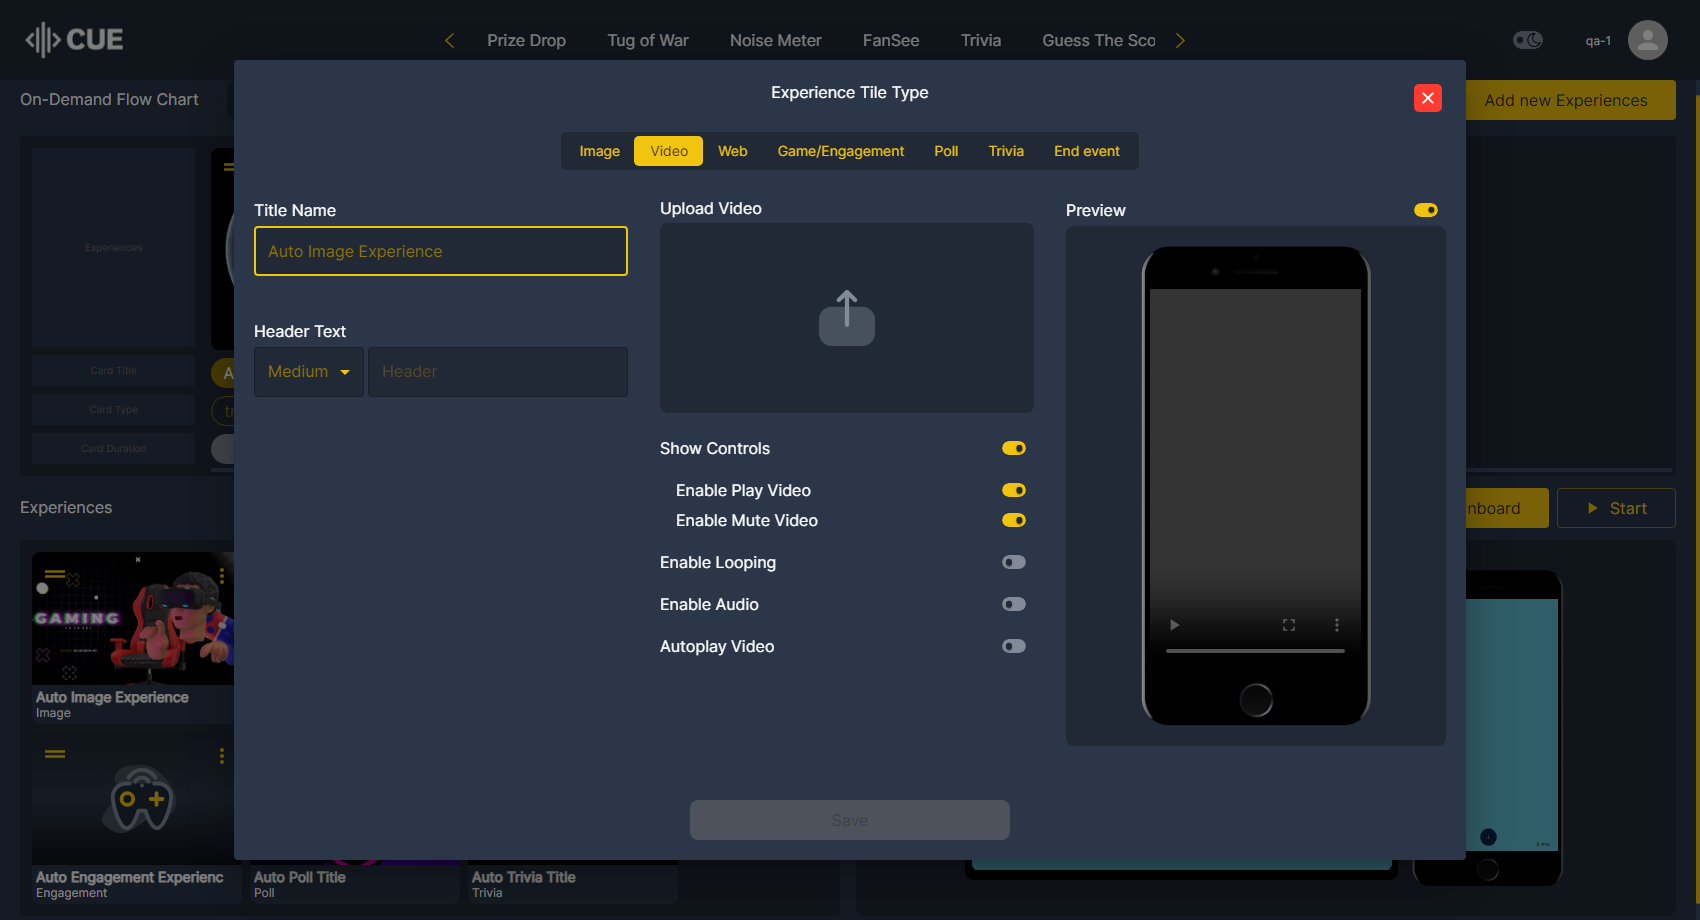 CUE
Prize Drop
Tug of War
Noise Meter
FanSee
Trivia
Guess The Sco
qa-1
On-Demand Flow Chart
Add new Experiences
Experience Tile Type
Image
Video
Web
Game/Engagement
Poll
Trivia
End event
Title Name
Auto Image Experience
Header Text
Medium
Header
Upload Video
Show Controls
Enable Play Video
Enable Mute Video
Enable Looping
Enable Audio
Autoplay Video
Preview
Save
Experiences
Card Title
Card Type
Card Duration
A
tr
Experiences
nboard
Start
GAMING
Auto Image Experience
Image
Auto Engagement Experienc
Engagement
Auto Poll Title
Poll
Auto Trivia Title
Trivia